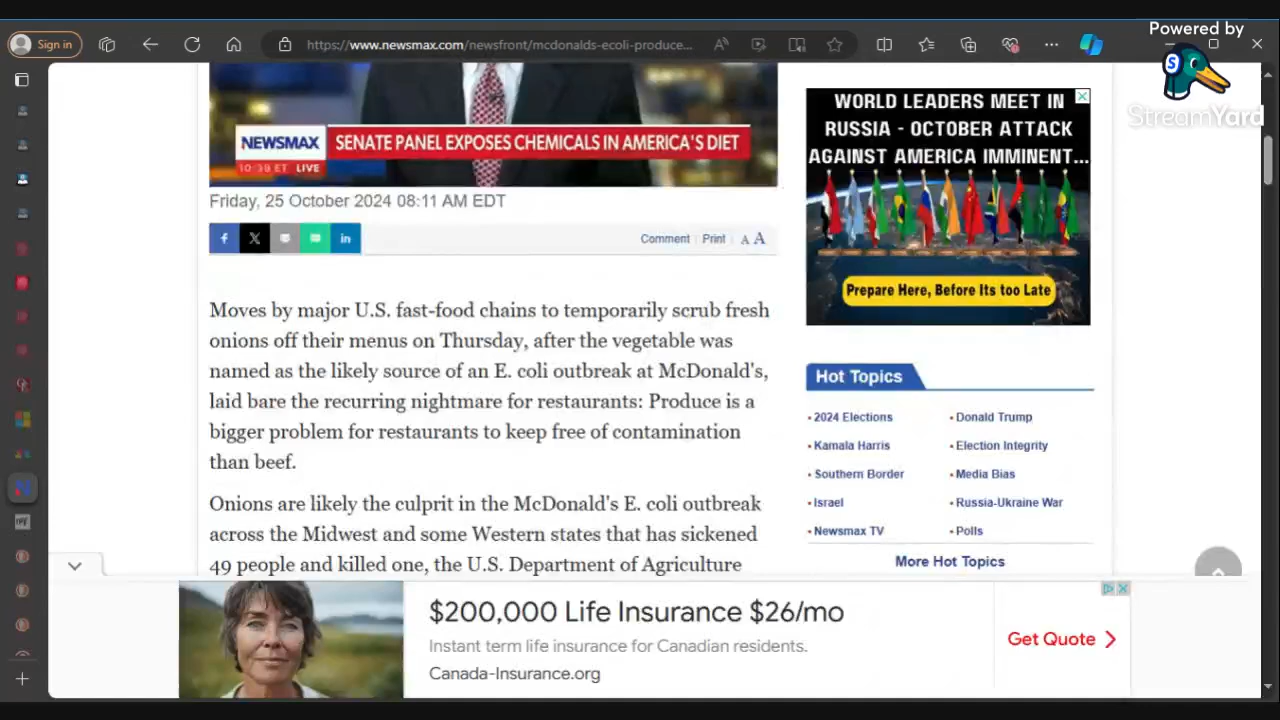 Powered by
StreamYard
Sign in
https://www.newsmax.com/newsfront/mcdonalds-ecoli-produce...
NEWSMAX
SENATE PANEL EXPOSES CHEMICALS IN AMERICA'S DIET
10:38 ET LIVE
Friday, 25 October 2024 08:11 AM EDT
Comment
Print
A A
Moves by major U.S. fast-food chains to temporarily scrub fresh
onions off their menus on Thursday, after the vegetable was
named as the likely source of an E. coli outbreak at McDonald's,
laid bare the recurring nightmare for restaurants: Produce is a
bigger problem for restaurants to keep free of contamination
than beef.
Onions are likely the culprit in the McDonald's E. coli outbreak
across the Midwest and some Western states that has sickened
49 people and killed one, the U.S. Department of Agriculture
WORLD LEADERS MEET IN
RUSSIA - OCTOBER ATTACK
AGAINST AMERICA IMMINENT...
Prepare Here, Before Its too Late
Hot Topics
2024 Elections
Donald Trump
Kamala Harris
Election Integrity
Southern Border
Media Bias
Israel
Russia-Ukraine War
Newsmax TV
Polls
More Hot Topics
$200,000 Life Insurance $26/mo
Instant term life insurance for Canadian residents.
Canada-Insurance.org
Get Quote